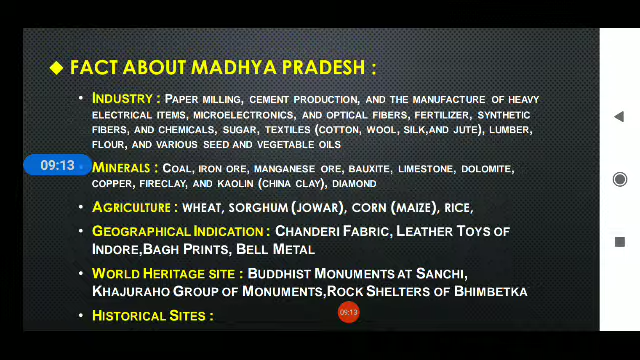 ◆ FACT ABOUT MADHYA PRADESH :
• INDUSTRY : PAPER MILLING, CEMENT PRODUCTION, AND THE MANUFACTURE OF HEAVY
ELECTRICAL ITEMS, MICROELECTRONICS, AND OPTICAL FIBERS, FERTILIZER, SYNTHETIC
FIBERS, AND CHEMICALS, SUGAR, TEXTILES (COTTON, WOOL, SILK,AND JUTE), LUMBER,
FLOUR, AND VARIOUS SEED AND VEGETABLE OILS
09:13
MINERALS : COAL, IRON ORE, MANGANESE ORE, BAUXITE, LIMESTONE, DOLOMITE,
COPPER, FIRECLAY, AND KAOLIN (CHINA CLAY), DIAMOND
• AGRICULTURE : WHEAT, SORGHUM (JOWAR), CORN (MAIZE), RICE,
• GEOGRAPHICAL INDICATION : CHANDERI FABRIC, LEATHER TOYS OF
INDORE,BAGH PRINTS, BELL METAL
• WORLD HERITAGE SITE : BUDDHIST MONUMENTS AT SANCHI,
KHAJURAHO GROUP OF MONUMENTS,ROCK SHELTERS OF BHIMBETKA
• HISTORICAL SITES :
09:13